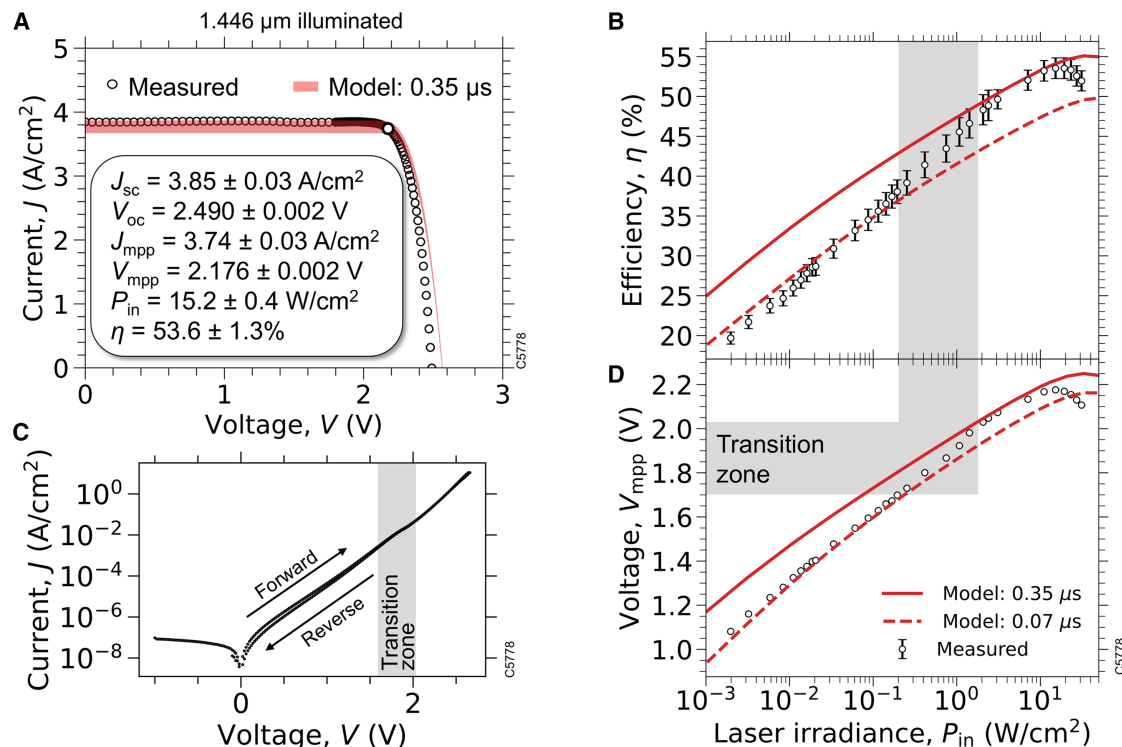 A
1.446 µm illuminated
Measured
Model: 0.35 µs
Current, J (A/cm²)
5
4
3
2
1
0
Jsc = 3.85 ± 0.03 A/cm²
Voc = 2.490 ± 0.002 V
Jmpp = 3.74 ± 0.03 A/cm²
Vmpp = 2.176 ± 0.002 V
Pin = 15.2 ± 0.4 W/cm²
η = 53.6 ± 1.3%
C5778
0 1 2 3
Voltage, V (V)
B
Efficiency, η (%)
55
50
45
40
35
30
25
20
C
Current, J (A/cm²)
10⁰
10⁻²
10⁻⁴
10⁻⁶
10⁻⁸
Forward
Reverse
Transition
zone
C5778
0 2
Voltage, V (V)
D
Voltage, Vmpp (V)
2.2
2.0
1.8
1.6
1.4
1.2
1.0
Transition
zone
Model: 0.35 µs
Model: 0.07 µs
Measured
C5778
10⁻³ 10⁻² 10⁻¹ 10⁰ 10¹
Laser irradiance, Pin (W/cm²)